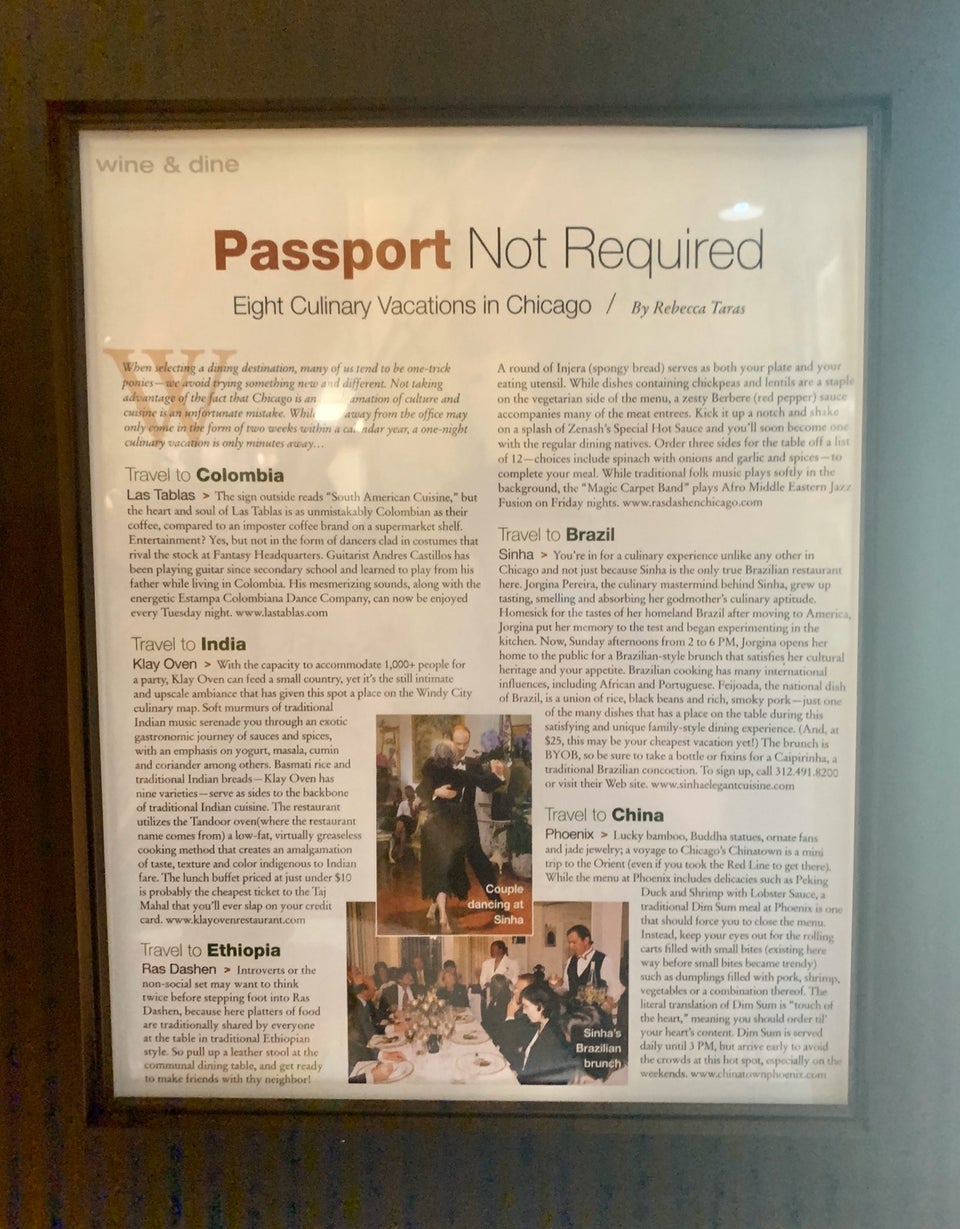 wine & dine
Passport Not Required
Eight Culinary Vacations in Chicago / By Rebecca Taras
W
When selecting a dining destination, many of us tend to be one-trick
ponies—we avoid trying something new and different. Not taking
advantage of the fact that Chicago is an amation of culture and
cuisine is an unfortunate mistake. While away from the office may
only come in the form of two weeks within a calendar year, a one-night
culinary vacation is only minutes away…
Travel to Colombia
Las Tablas > The sign outside reads "South American Cuisine," but
the heart and soul of Las Tablas is as unmistakably Colombian as their
coffee, compared to an imposter coffee brand on a supermarket shelf.
Entertainment? Yes, but not in the form of dancers clad in costumes that
rival the stock at Fantasy Headquarters. Guitarist Andres Castillos has
been playing guitar since secondary school and learned to play from his
father while living in Colombia. His mesmerizing sounds, along with the
energetic Estampa Colombiana Dance Company, can now be enjoyed
every Tuesday night. www.lastablas.com
Travel to India
Klay Oven > With the capacity to accommodate 1,000+ people for
a party, Klay Oven can feed a small country, yet it's the still intimate
and upscale ambiance that has given this spot a place on the Windy City
culinary map. Soft murmurs of traditional
Indian music serenade you through an exotic
gastronomic journey of sauces and spices,
with an emphasis on yogurt, masala, cumin
and coriander among others. Basmati rice and
traditional Indian breads—Klay Oven has
nine varieties—serve as sides to the backbone
of traditional Indian cuisine. The restaurant
utilizes the Tandoor oven(where the restaurant
name comes from) a low-fat, virtually greaseless
cooking method that creates an amalgamation
of taste, texture and color indigenous to Indian
fare. The lunch buffet priced at just under $10
is probably the cheapest ticket to the Taj
Mahal that you'll ever slap on your credit
card. www.klayovenrestaurant.com
Travel to Ethiopia
Ras Dashen > Introverts or the
non-social set may want to think
twice before stepping foot into Ras
Dashen, because here platters of food
are traditionally shared by everyone
at the table in traditional Ethiopian
style. So pull up a leather stool at the
communal dining table, and get ready
to make friends with thy neighbor!
A round of Injera (spongy bread) serves as both your plate and your
eating utensil. While dishes containing chickpeas and lentils are a staple
on the vegetarian side of the menu, a zesty Berbere (red pepper) sauce
accompanies many of the meat entrees. Kick it up a notch and shake
on a splash of Zenash's Special Hot Sauce and you'll soon become one
with the regular dining natives. Order three sides for the table off a list
of 12—choices include spinach with onions and garlic and spices—to
complete your meal. While traditional folk music plays softly in the
background, the "Magic Carpet Band" plays Afro Middle Eastern Jazz
Fusion on Friday nights. www.rasdashenchicago.com
Travel to Brazil
Sinha > You're in for a culinary experience unlike any other in
Chicago and not just because Sinha is the only true Brazilian restaurant
here. Jorgina Pereira, the culinary mastermind behind Sinha, grew up
tasting, smelling and absorbing her godmother's culinary aptitude.
Homesick for the tastes of her homeland Brazil after moving to America,
Jorgina put her memory to the test and began experimenting in the
kitchen. Now, Sunday afternoons from 2 to 6 PM, Jorgina opens her
home to the public for a Brazilian-style brunch that satisfies her cultural
heritage and your appetite. Brazilian cooking has many international
influences, including African and Portuguese. Feijoada, the national dish
of Brazil, is a union of rice, black beans and rich, smoky pork—just one
of the many dishes that has a place on the table during this
satisfying and unique family-style dining experience. (And, at
$25, this may be your cheapest vacation yet!) The brunch is
BYOB, so be sure to take a bottle or fixins for a Caipirinha, a
traditional Brazilian concoction. To sign up, call 312.491.8200
or visit their Web site. www.sinhaelegantcuisine.com
Travel to China
Phoenix > Lucky bamboo, Buddha statues, ornate fans
and jade jewelry; a voyage to Chicago's Chinatown is a mini
trip to the Orient (even if you took the Red Line to get there).
While the menu at Phoenix includes delicacies such as Peking
Duck and Shrimp with Lobster Sauce, a
traditional Dim Sum meal at Phoenix is one
that should force you to close the menu.
Instead, keep your eyes out for the rolling
carts filled with small bites (existing here
way before small bites became trendy)
such as dumplings filled with pork, shrimp,
vegetables or a combination thereof. The
literal translation of Dim Sum is "touch of
the heart," meaning you should order til'
your heart's content. Dim Sum is served
daily until 3 PM, but arrive early to avoid
the crowds at this hot spot, especially on the
weekends. www.chinatownphoenix.com
Couple
dancing at
Sinha
Sinha's
Brazilian
brunch